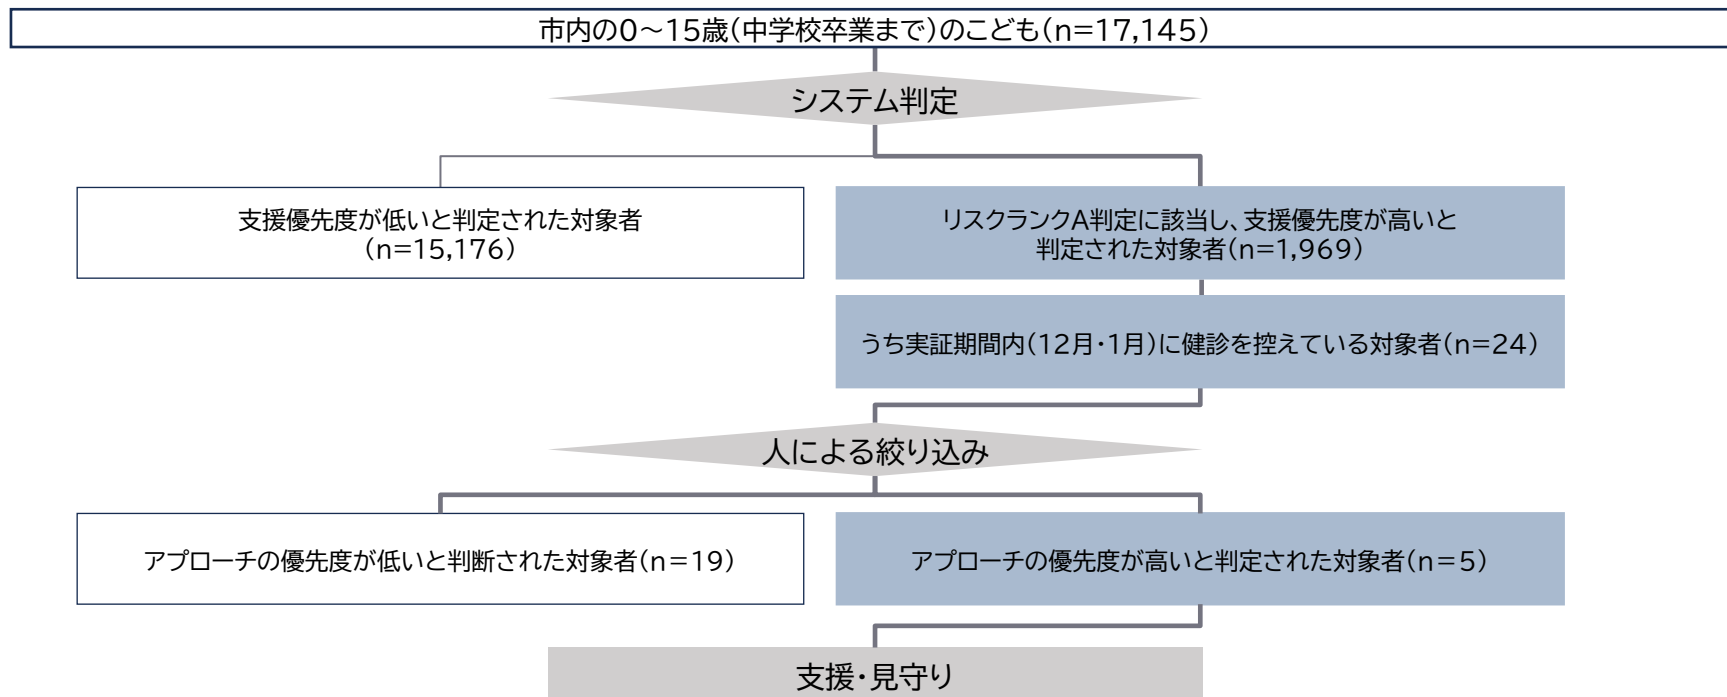 市内の0～15歳（中学校卒業まで）のこども（n=17,145）
システム判定
支援優先度が低いと判定された対象者
（n=15,176）
リスクランクA判定に該当し、支援優先度が高いと
判定された対象者（n=1,969）
うち実証期間内（12月・1月）に健診を控えている対象者（n=24）
人による絞り込み
アプローチの優先度が低いと判断された対象者（n=19）
アプローチの優先度が高いと判定された対象者（n=5）
支援・見守り